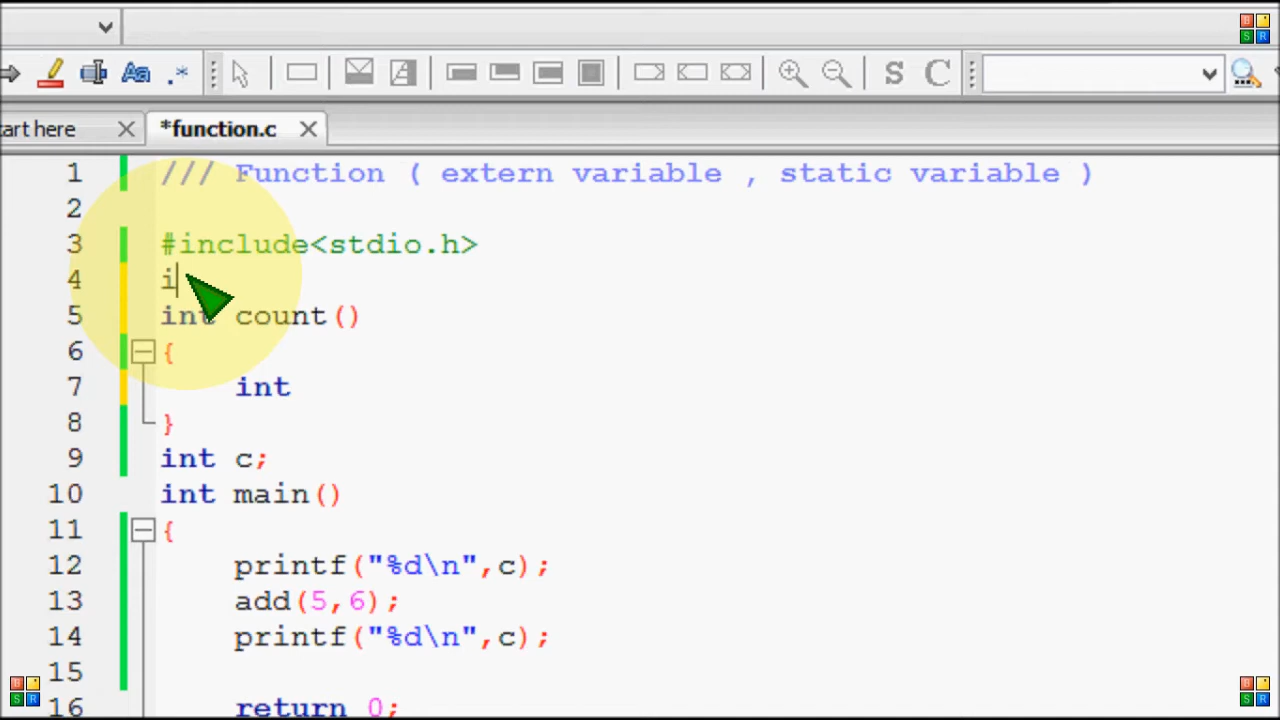 art here
*function.c
1 /// Function ( extern variable , static variable )
2
3 #include<stdio.h>
4 i
5 int count()
6 {
7 int
8 }
9 int c;
10 int main()
11 {
12 printf("%d\n",c);
13 add(5,6);
14 printf("%d\n",c);
15
16 return 0;